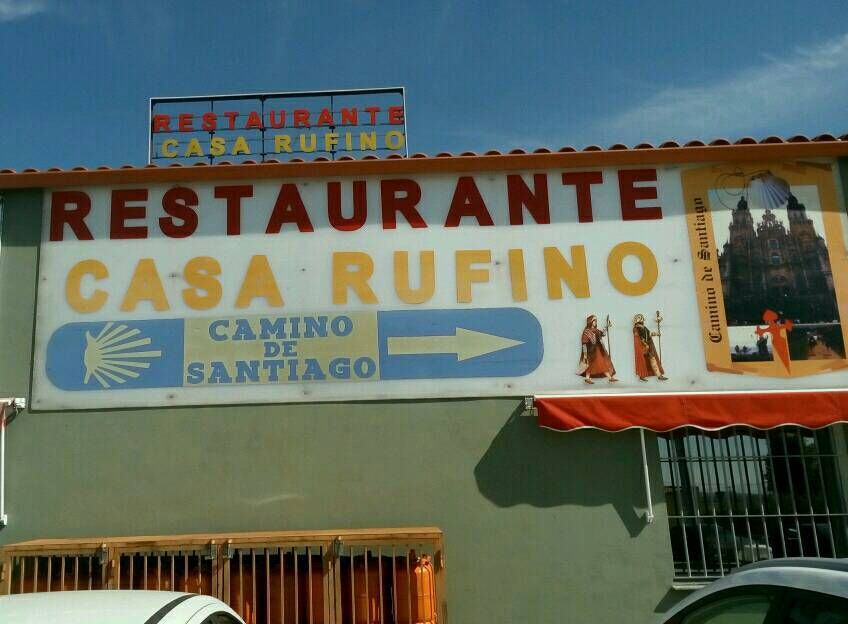 RESTAURANTE
CASA RUFINO
RESTAURANTE
CASA RUFINO
CAMINO
DE
SANTIAGO
Camino de Santiago